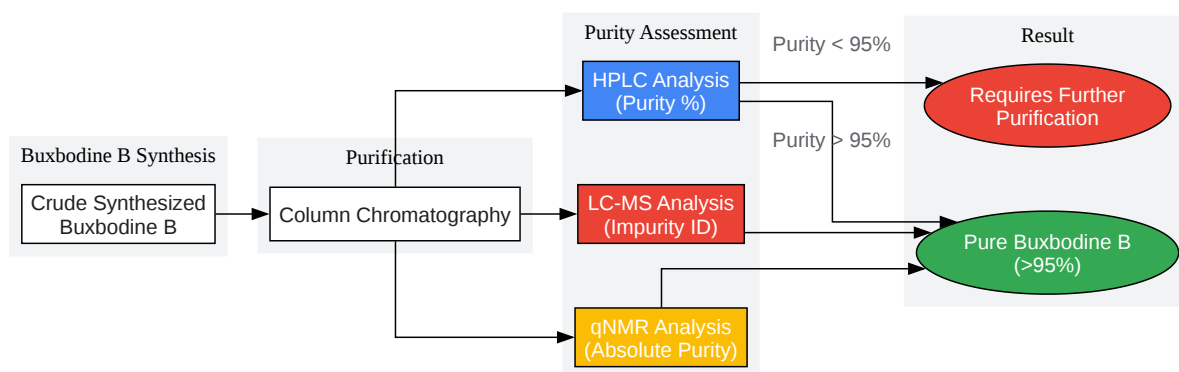 Buxbodine B Synthesis
Crude Synthesized
Buxbodine B
Purification
Column Chromatography
Purity Assessment
HPLC Analysis
(Purity %)
LC-MS Analysis
(Impurity ID)
qNMR Analysis
(Absolute Purity)
Purity < 95%
Purity > 95%
Result
Requires Further
Purification
Pure Buxbodine B
(>95%)